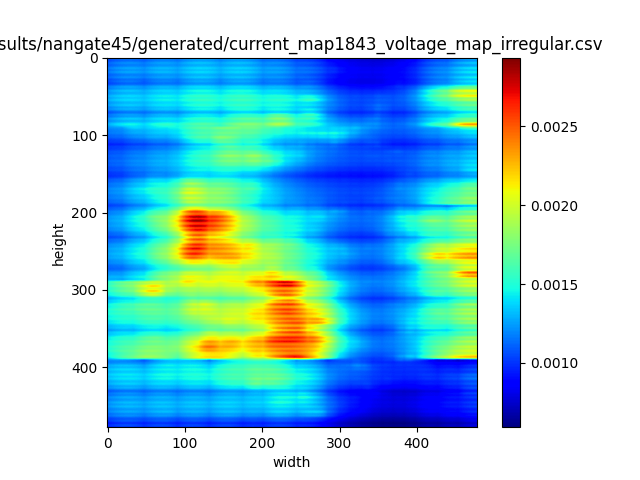 sults/nangate45/generated/current_map1843_voltage_map_irregular.csv
0
100
200
300
400
height
0 100 200 300 400
width
0.0025
0.0020
0.0015
0.0010